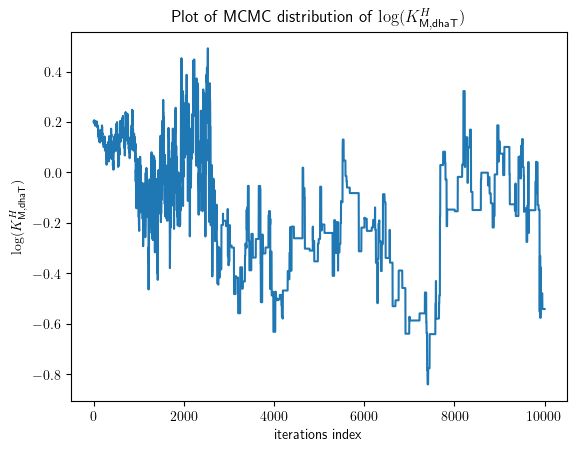 Plot of MCMC distribution of log(K^H_{M,dhaT})
0.4
0.2
0.0
−0.2
−0.4
−0.6
−0.8
log(K^H_{M,dhaT})
0 2000 4000 6000 8000 10000
iterations index